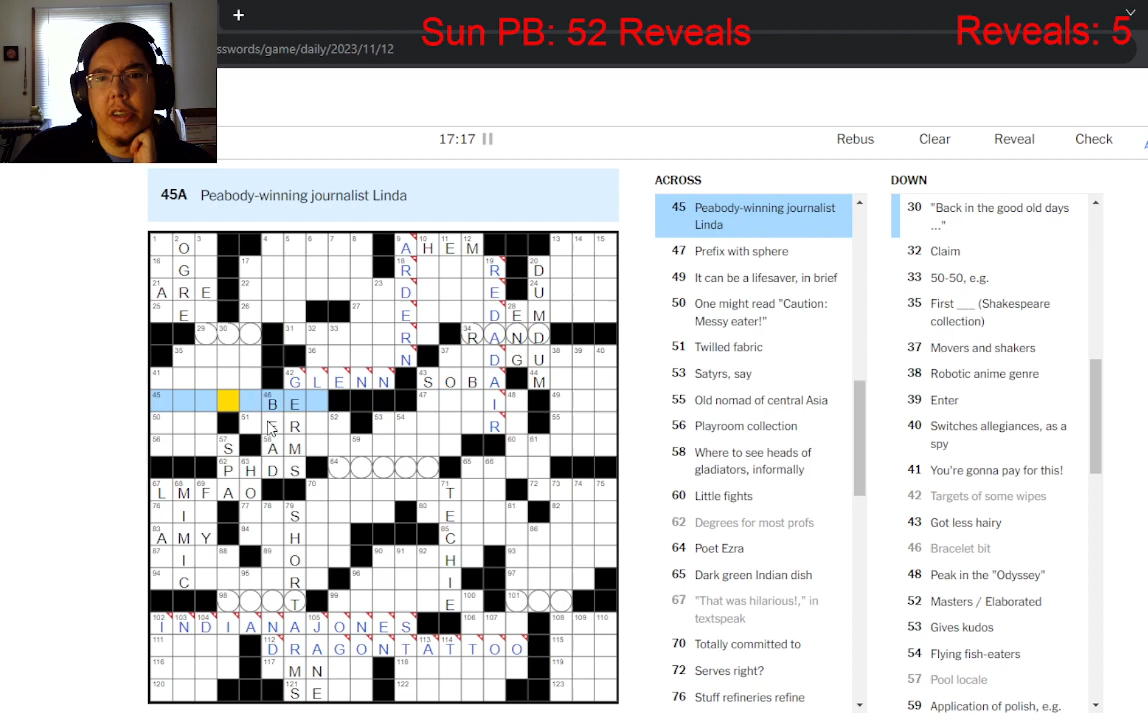 Sun PB: 52 Reveals
Reveals: 5
+
sswords/game/daily/2023/11/12
17:17
Rebus
Clear
Reveal
Check
45A Peabody-winning journalist Linda
ACROSS
45 Peabody-winning journalist
Linda
47 Prefix with sphere
49 It can be a lifesaver, in brief
50 One might read "Caution:
Messy eater!"
51 Twilled fabric
53 Satyrs, say
55 Old nomad of central Asia
56 Playroom collection
58 Where to see heads of
gladiators, informally
60 Little fights
62 Degrees for most profs
64 Poet Ezra
65 Dark green Indian dish
67 "That was hilarious!," in
textspeak
70 Totally committed to
72 Serves right?
76 Stuff refineries refine
DOWN
30 "Back in the good old days
..."
32 Claim
33 50-50, e.g.
35 First ___ (Shakespeare
collection)
37 Movers and shakers
38 Robotic anime genre
39 Enter
40 Switches allegiances, as a
spy
41 You're gonna pay for this!
42 Targets of some wipes
43 Got less hairy
46 Bracelet bit
48 Peak in the "Odyssey"
52 Masters / Elaborated
53 Gives kudos
54 Flying fish-eaters
57 Pool locale
59 Application of polish, e.g.
O A H E M
G R R D
A R E D E U
E E D E M
R R A N D
N D G U
G L E N N S O B A M
B E I
E R R
S A M
P H D S
L M F A O T
I S E
A M Y H C
I O H
C R I
T E
I N D I A N A J O N E S
D R A G O N T A T T O O
M N
S E